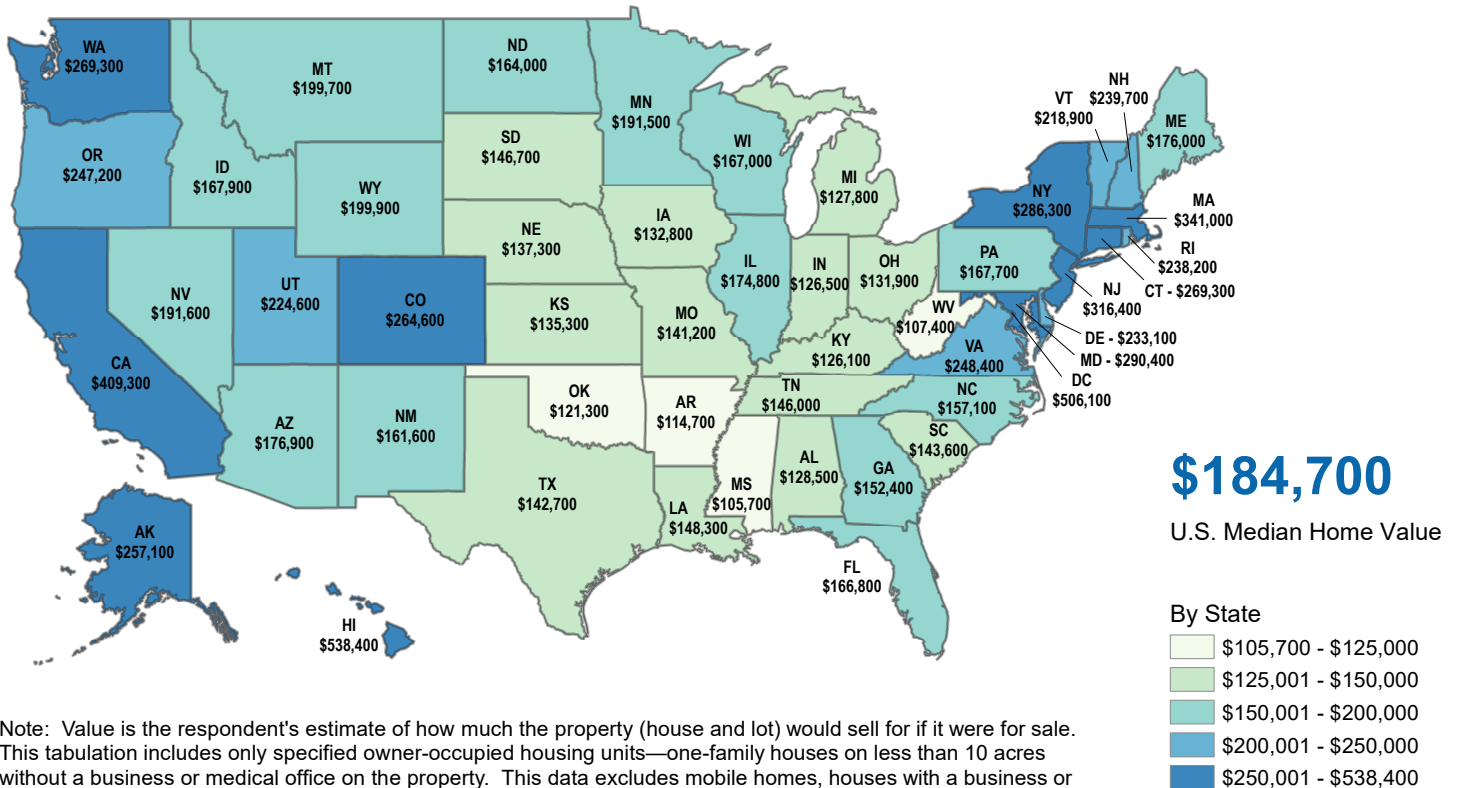 WA
$269,300
MT
$199,700
ND
$164,000
MN
$191,500
OR
$247,200
ID
$167,900
WY
$199,900
SD
$146,700
WI
$167,000
MI
$127,800
VT
$218,900
NH
$239,700
ME
$176,000
NY
$286,300
MA
$341,000
RI
$238,200
CT - $269,300
NJ
$316,400
DE - $233,100
MD - $290,400
DC
$506,100
PA
$167,700
NE
$137,300
IA
$132,800
IL
$174,800
IN
$126,500
OH
$131,900
WV
$107,400
VA
$248,400
CA
$409,300
NV
$191,600
UT
$224,600
CO
$264,600
KS
$135,300
MO
$141,200
KY
$126,100
TN
$146,000
NC
$157,100
SC
$143,600
AZ
$176,900
NM
$161,600
OK
$121,300
AR
$114,700
TX
$142,700
LA
$148,300
MS
$105,700
AL
$128,500
GA
$152,400
FL
$166,800
AK
$257,100
HI
$538,400
$184,700
U.S. Median Home Value
By State
$105,700 - $125,000
$125,001 - $150,000
$150,001 - $200,000
$200,001 - $250,000
$250,001 - $538,400
Note: Value is the respondent's estimate of how much the property (house and lot) would sell for if it were for sale.
This tabulation includes only specified owner-occupied housing units—one-family houses on less than 10 acres
without a business or medical office on the property. This data excludes mobile homes, houses with a business or